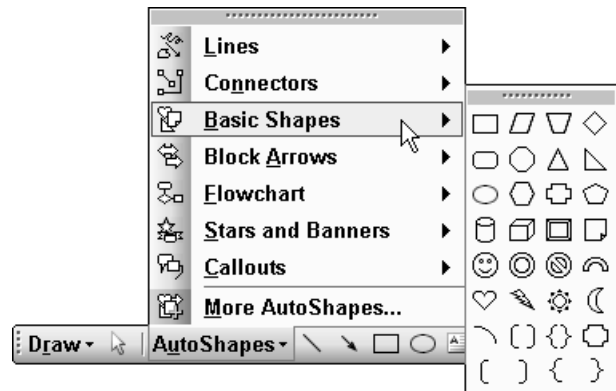 Lines
Connectors
Basic Shapes
Block Arrows
Flowchart
Stars and Banners
Callouts
More AutoShapes...
Draw AutoShapes